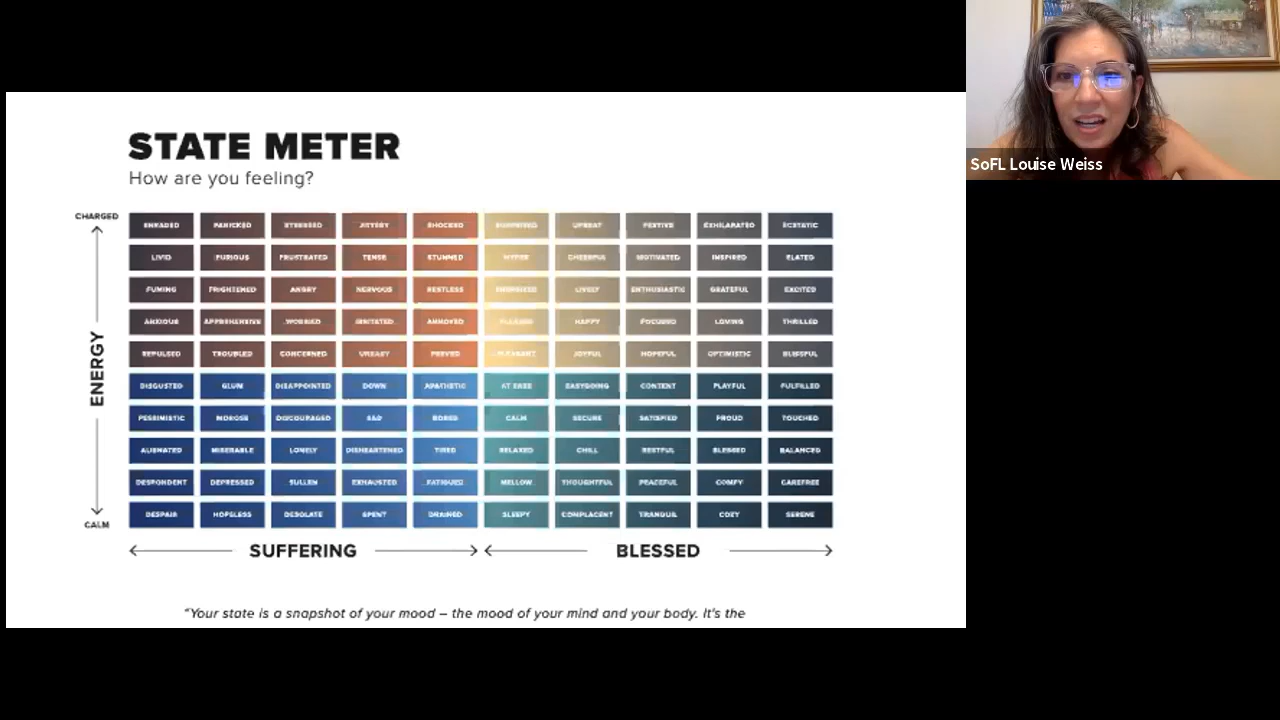 SoFL Louise Weiss
STATE METER
How are you feeling?
CHARGED
ENRAGED PANICKED STRESSED JITTERY SHOCKED SURPRISED UPBEAT FESTIVE EXHILARATED ECSTATIC
LIVID FURIOUS FRUSTRATED TENSE STUNNED HYPER CHEERFUL MOTIVATED INSPIRED ELATED
FUMING FRIGHTENED ANGRY NERVOUS RESTLESS ENERGIZED LIVELY ENTHUSIASTIC GRATEFUL EXCITED
ANXIOUS APPREHENSIVE WORRIED IRRITATED ANNOYED PLEASED HAPPY FOCUSED LOVING THRILLED
REPULSED TROUBLED CONCERNED UNEASY PEEVED PLEASANT JOYFUL HOPEFUL OPTIMISTIC BLISSFUL
ENERGY
DISGUSTED GLUM DISAPPOINTED DOWN APATHETIC AT EASE EASYGOING CONTENT PLAYFUL FULFILLED
PESSIMISTIC MOROSE DISCOURAGED SAD BORED CALM SECURE SATISFIED PROUD TOUCHED
ALIENATED MISERABLE LONELY DISHEARTENED TIRED RELAXED CHILL RESTFUL BLESSED BALANCED
DESPONDENT DEPRESSED SULLEN EXHAUSTED FATIGUED MELLOW THOUGHTFUL PEACEFUL COMFY CAREFREE
DESPAIR HOPELESS DESOLATE SPENT DRAINED SLEEPY COMPLACENT TRANQUIL COZY SERENE
CALM
SUFFERING BLESSED
“Your state is a snapshot of your mood – the mood of your mind and your body. It's the